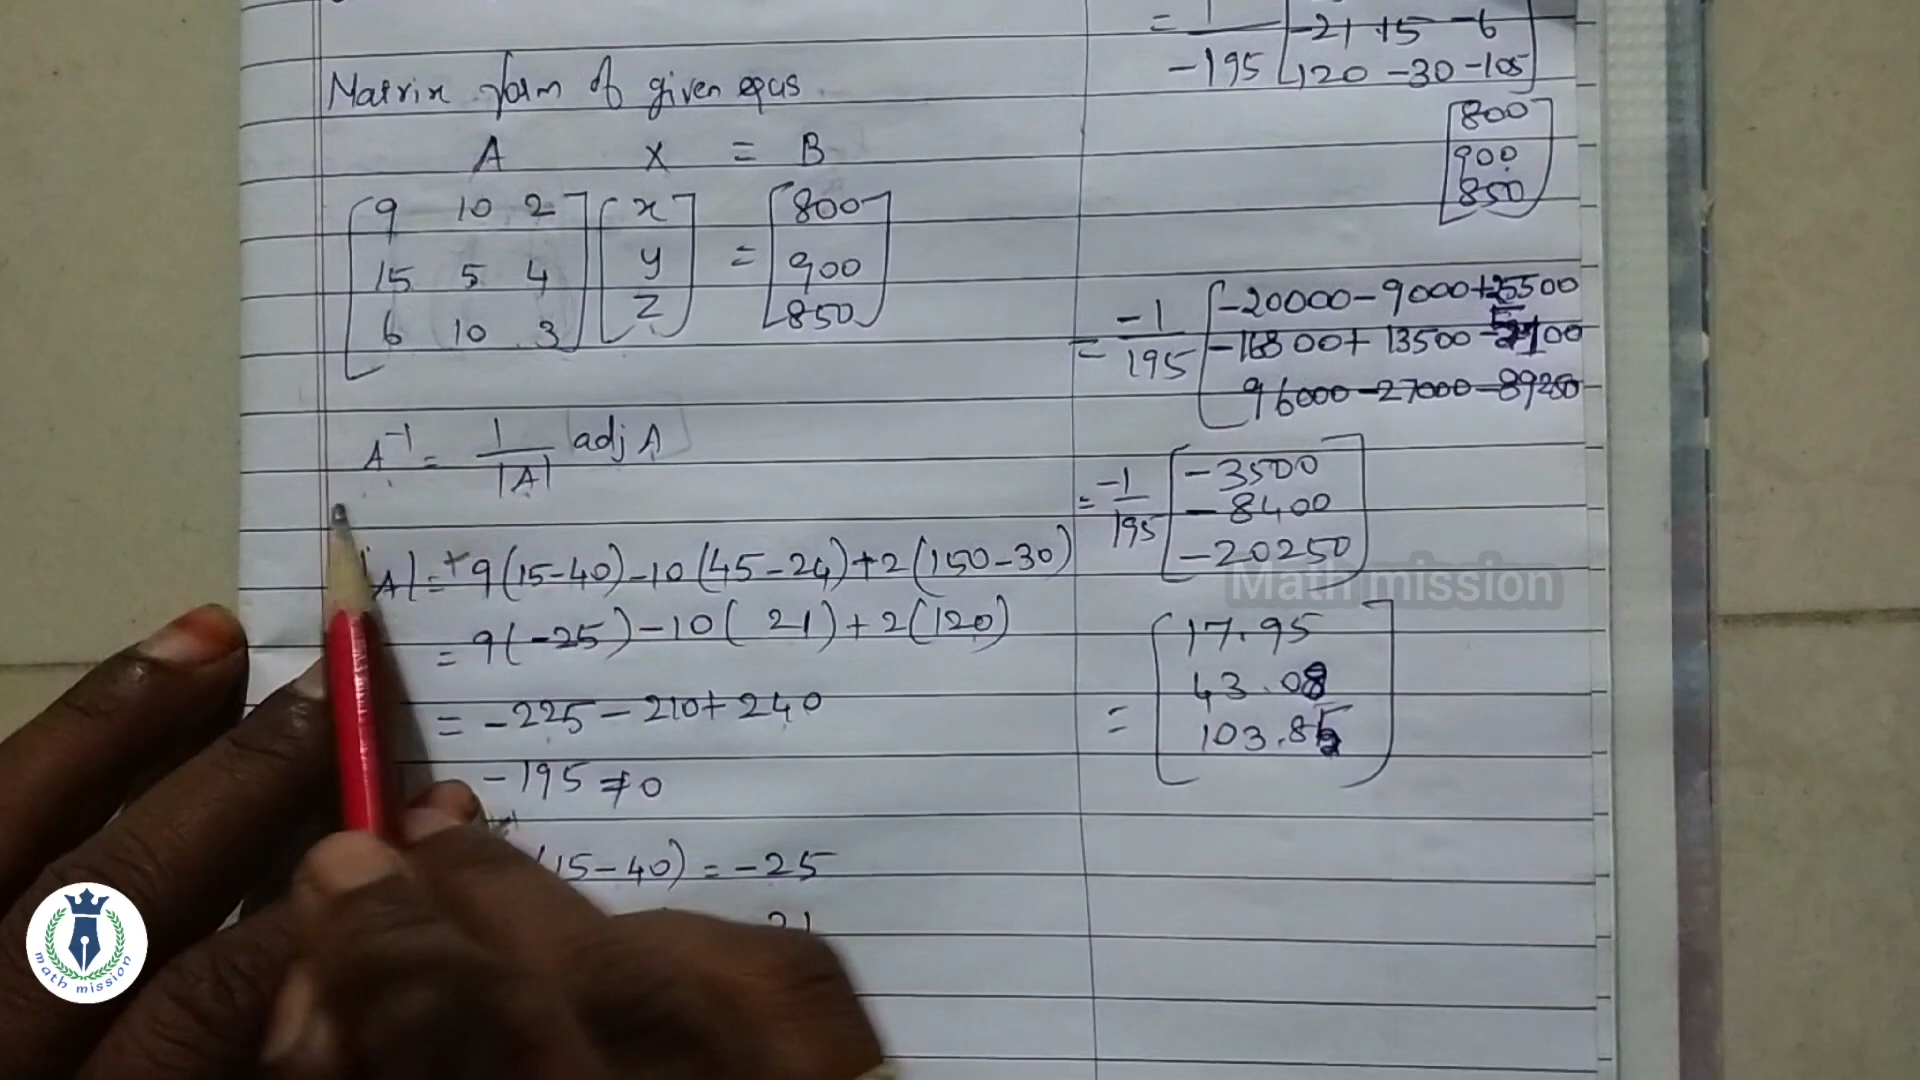 Matrix form of given equs
A X = B
[9 10 2] [x] [800]
[15 5 4] [y] = [900]
[6 10 3] [z] [850]
A⁻¹ = 1/|A| adj A
|A| = +9(15-40)-10(45-24)+2(150-30)
= 9(-25)-10( 21)+2(120)
= -225-210+240
-195≠0
(15-40) = -25
21
= 1/-195 [-21 +15 -6
120 -30 -105]
[800
900
850]
= -1/195 [-20000-9000+25500
-16800+13500-5100
96000-27000-89250
= -1/195 [-3500
-8400
-20250]
= [17.95
43.08
103.85]
Math mission
math mission